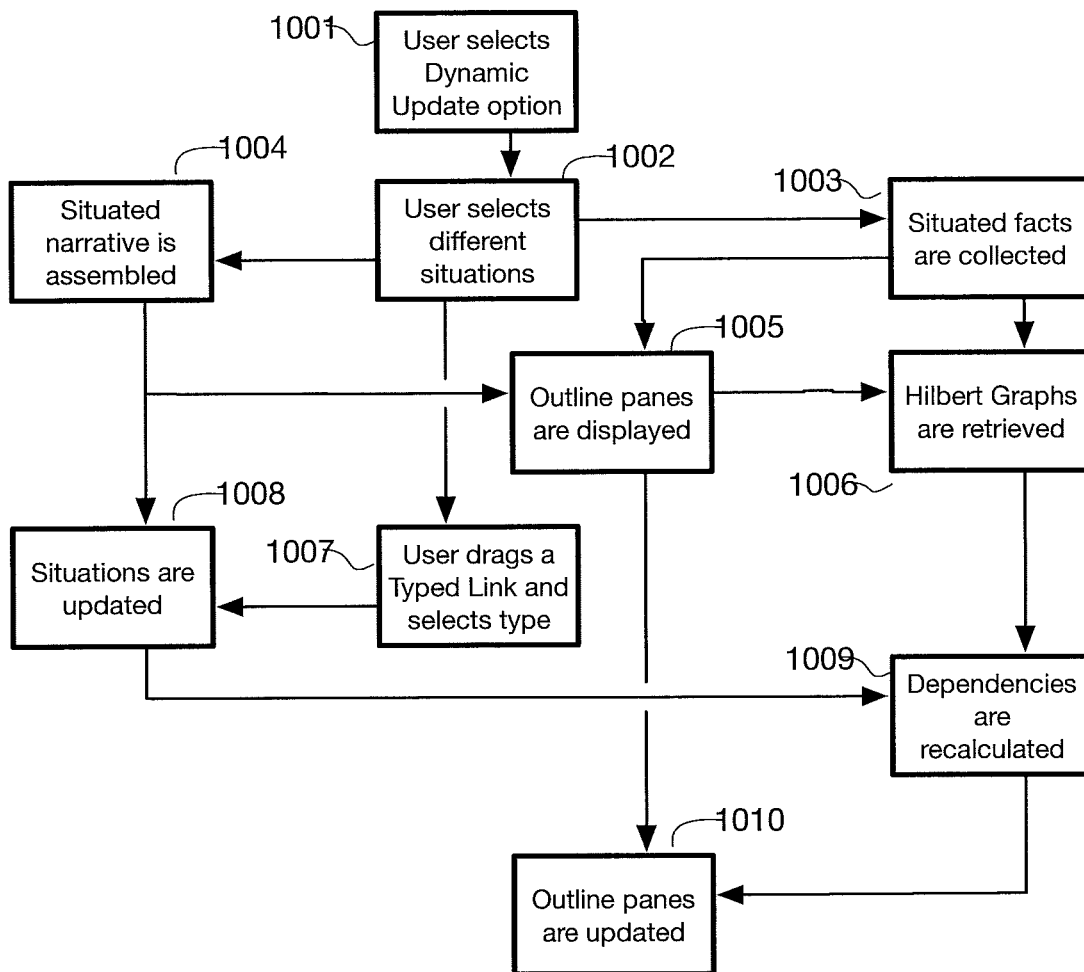 1001
User selects
Dynamic
Update option
1004
Situated
narrative is
assembled
1002
User selects
different
situations
1003
Situated facts
are collected
1005
Outline panes
are displayed
Hilbert Graphs
are retrieved
1006
1008
Situations are
updated
1007
User drags a
Typed Link and
selects type
1009
Dependencies
are
recalculated
1010
Outline panes
are updated